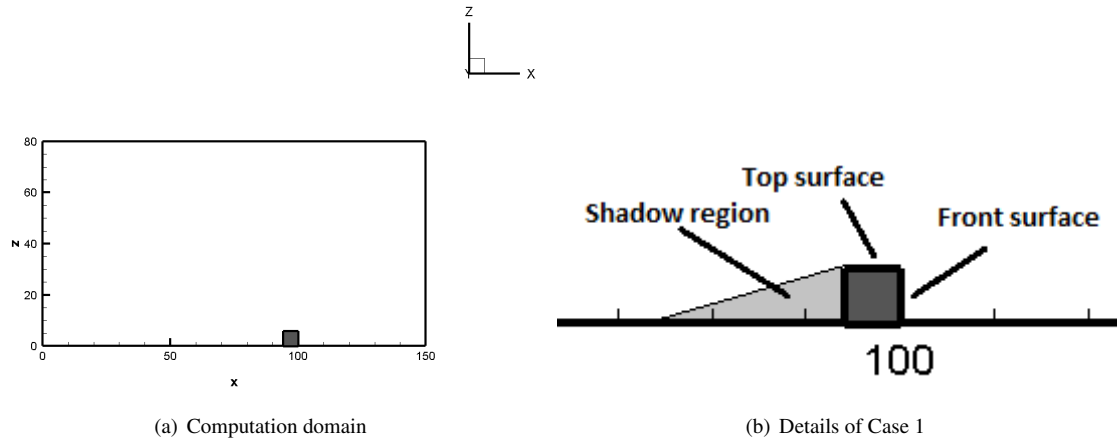 Z
X
Y
80
60
40
20
0
z
0
50
100
150
x
Top surface
Shadow region
Front surface
100
(a) Computation domain
(b) Details of Case 1